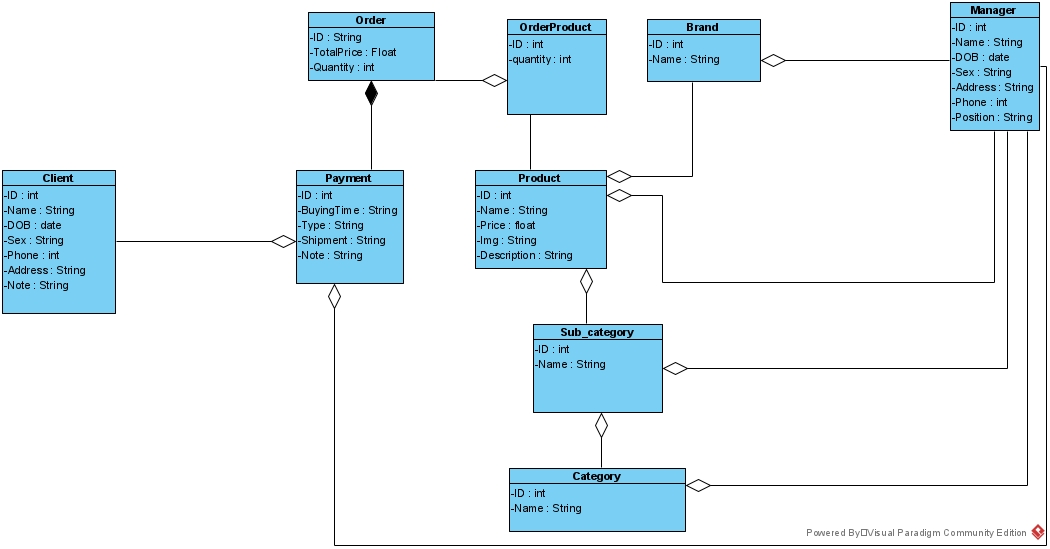 Order
-ID : String
-TotalPrice : Float
-Quantity : int
OrderProduct
-ID : int
-quantity : int
Brand
-ID : int
-Name : String
Manager
-ID : int
-Name : String
-DOB : date
-Sex : String
-Address : String
-Phone : int
-Position : String
Client
-ID : int
-Name : String
-DOB : date
-Sex : String
-Phone : int
-Address : String
-Note : String
Payment
-ID : int
-BuyingTime : String
-Type : String
-Shipment : String
-Note : String
Product
-ID : int
-Name : String
-Price : float
-Img : String
-Description : String
Sub_category
-ID : int
-Name : String
Category
-ID : int
-Name : String
Powered By Visual Paradigm Community Edition